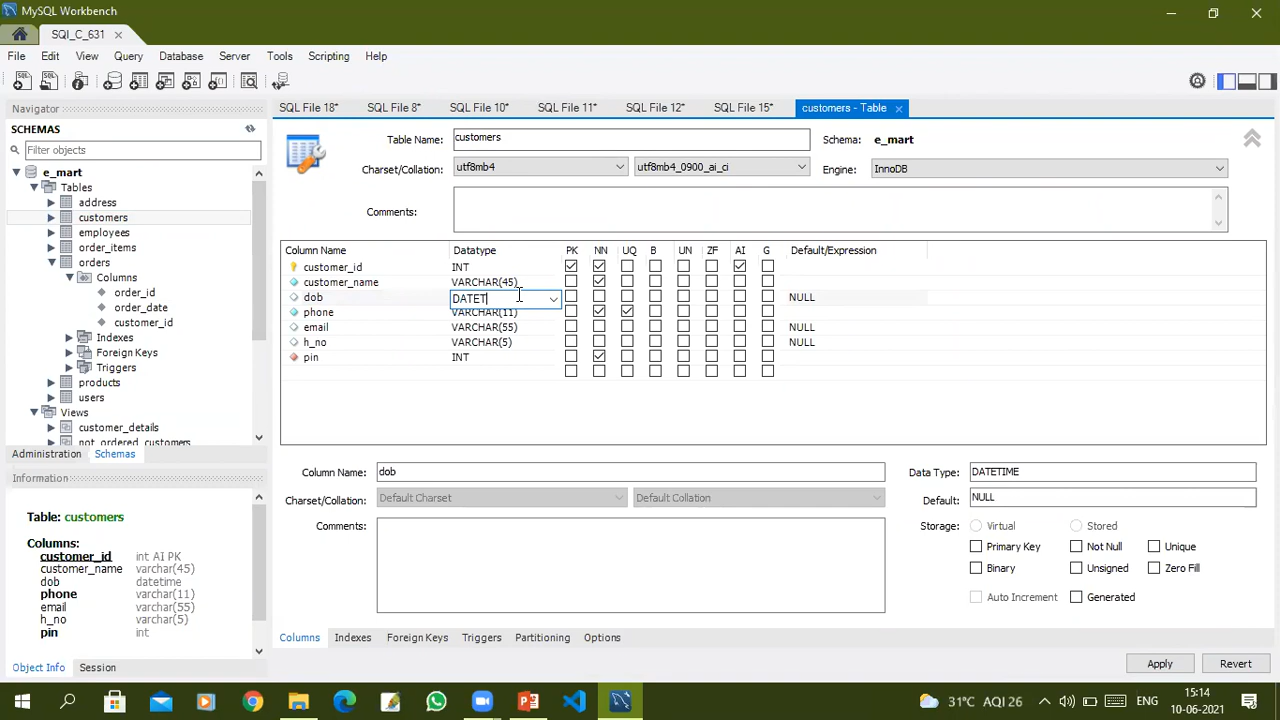 MySQL Workbench
SQl_C_631
File Edit View Query Database Server Tools Scripting Help
Navigator
SCHEMAS
Filter objects
e_mart
Tables
address
customers
employees
order_items
orders
Columns
order_id
order_date
customer_id
Indexes
Foreign Keys
Triggers
products
users
Views
customer_details
not_ordered_customers
Administration Schemas
Information
Table: customers
Columns:
customer_id int AI PK
customer_name varchar(45)
dob datetime
phone varchar(11)
email varchar(55)
h_no varchar(5)
pin int
Object Info Session
SQL File 18* SQL File 8* SQL File 10* SQL File 11* SQL File 12* SQL File 15* customers - Table
Table Name: customers Schema: e_mart
Charset/Collation: utf8mb4 utf8mb4_0900_ai_ci Engine: InnoDB
Comments:
Column Name Datatype PK NN UQ B UN ZF AI G Default/Expression
customer_id INT
customer_name VARCHAR(45)
dob DATET NULL
phone VARCHAR(11)
email VARCHAR(55) NULL
h_no VARCHAR(5) NULL
pin INT
Column Name: dob Data Type: DATETIME
Charset/Collation: Default Charset Default Collation Default: NULL
Comments: Storage: Virtual Stored
Primary Key Not Null Unique
Binary Unsigned Zero Fill
Auto Increment Generated
Columns Indexes Foreign Keys Triggers Partitioning Options
Apply Revert
31°C AQI 26 ENG 15:14
10-06-2021